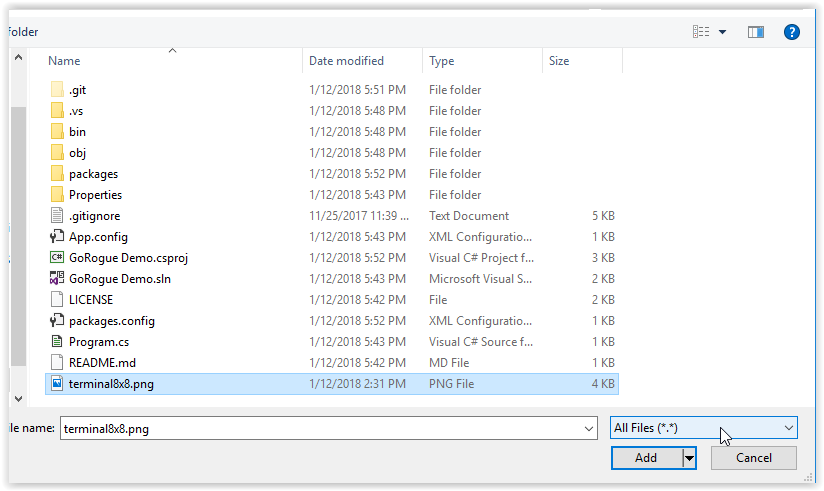 folder
?
Name Date modified Type Size
.git 1/12/2018 5:51 PM File folder
.vs 1/12/2018 5:48 PM File folder
bin 1/12/2018 5:48 PM File folder
obj 1/12/2018 5:48 PM File folder
packages 1/12/2018 5:48 PM File folder
Properties 1/12/2018 5:43 PM File folder
.gitignore 11/25/2017 11:39 ... Text Document 5 KB
App.config 1/12/2018 5:43 PM XML Configuratio... 1 KB
C# GoRogue Demo.csproj 1/12/2018 5:52 PM Visual C# Project f... 3 KB
GoRogue Demo.sln 1/12/2018 5:43 PM Microsoft Visual S... 2 KB
LICENSE 1/12/2018 5:42 PM File 2 KB
packages.config 1/12/2018 5:52 PM XML Configuratio... 1 KB
Program.cs 1/12/2018 5:43 PM Visual C# Source f... 1 KB
README.md 1/12/2018 5:42 PM MD File 1 KB
terminal8x8.png 1/12/2018 2:31 PM PNG File 4 KB
ile name: terminal8x8.png All Files (*.*)
Add Cancel